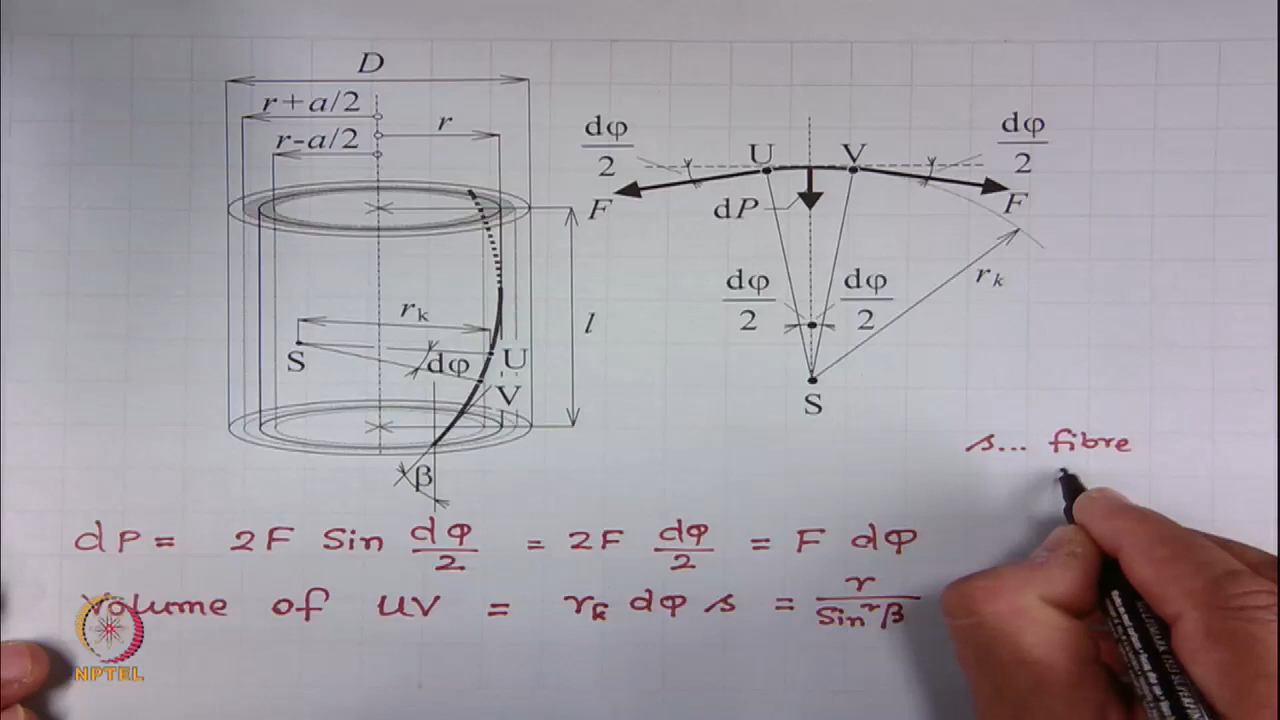 D
r+a/2
r
r-a/2
dφ/2
U V
dφ/2
F
dP
F
r_k
dφ/2 dφ/2
r_k
l
S
dφ
U
V
S
β
s... fibre
dP = 2F Sin dφ/2 = 2F dφ/2 = F dφ
Volume of UV = r_k dφ s = r/Sin²β
NPTEL